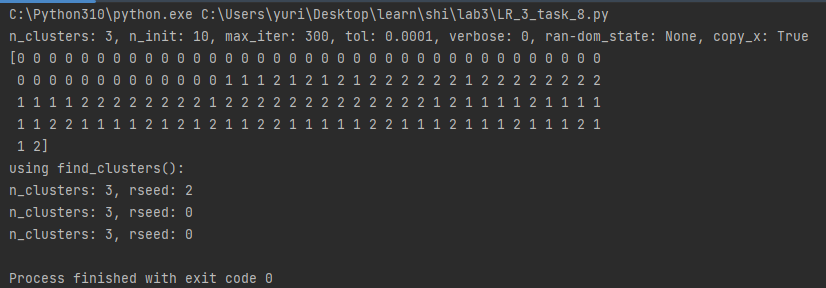 C:\Python310\python.exe C:\Users\yuri\Desktop\learn\shi\lab3\LR_3_task_8.py
n_clusters: 3, n_init: 10, max_iter: 300, tol: 0.0001, verbose: 0, ran-dom_state: None, copy_x: True
[0 0 0 0 0 0 0 0 0 0 0 0 0 0 0 0 0 0 0 0 0 0 0 0 0 0 0 0 0 0 0 0 0 0 0 0 0
 0 0 0 0 0 0 0 0 0 0 0 0 0 1 1 1 2 1 2 1 2 1 2 2 2 2 2 2 1 2 2 2 2 2 2 2 2
 1 1 1 1 2 2 2 2 2 2 2 2 1 2 2 2 2 2 2 2 2 2 2 2 2 2 1 2 1 1 1 1 2 1 1 1 1
 1 1 2 2 1 1 1 1 2 1 2 1 2 1 1 2 2 1 1 1 1 1 2 2 1 1 1 2 1 1 1 2 1 1 1 2 1
 1 2]
using find_clusters():
n_clusters: 3, rseed: 2
n_clusters: 3, rseed: 0
n_clusters: 3, rseed: 0
Process finished with exit code 0